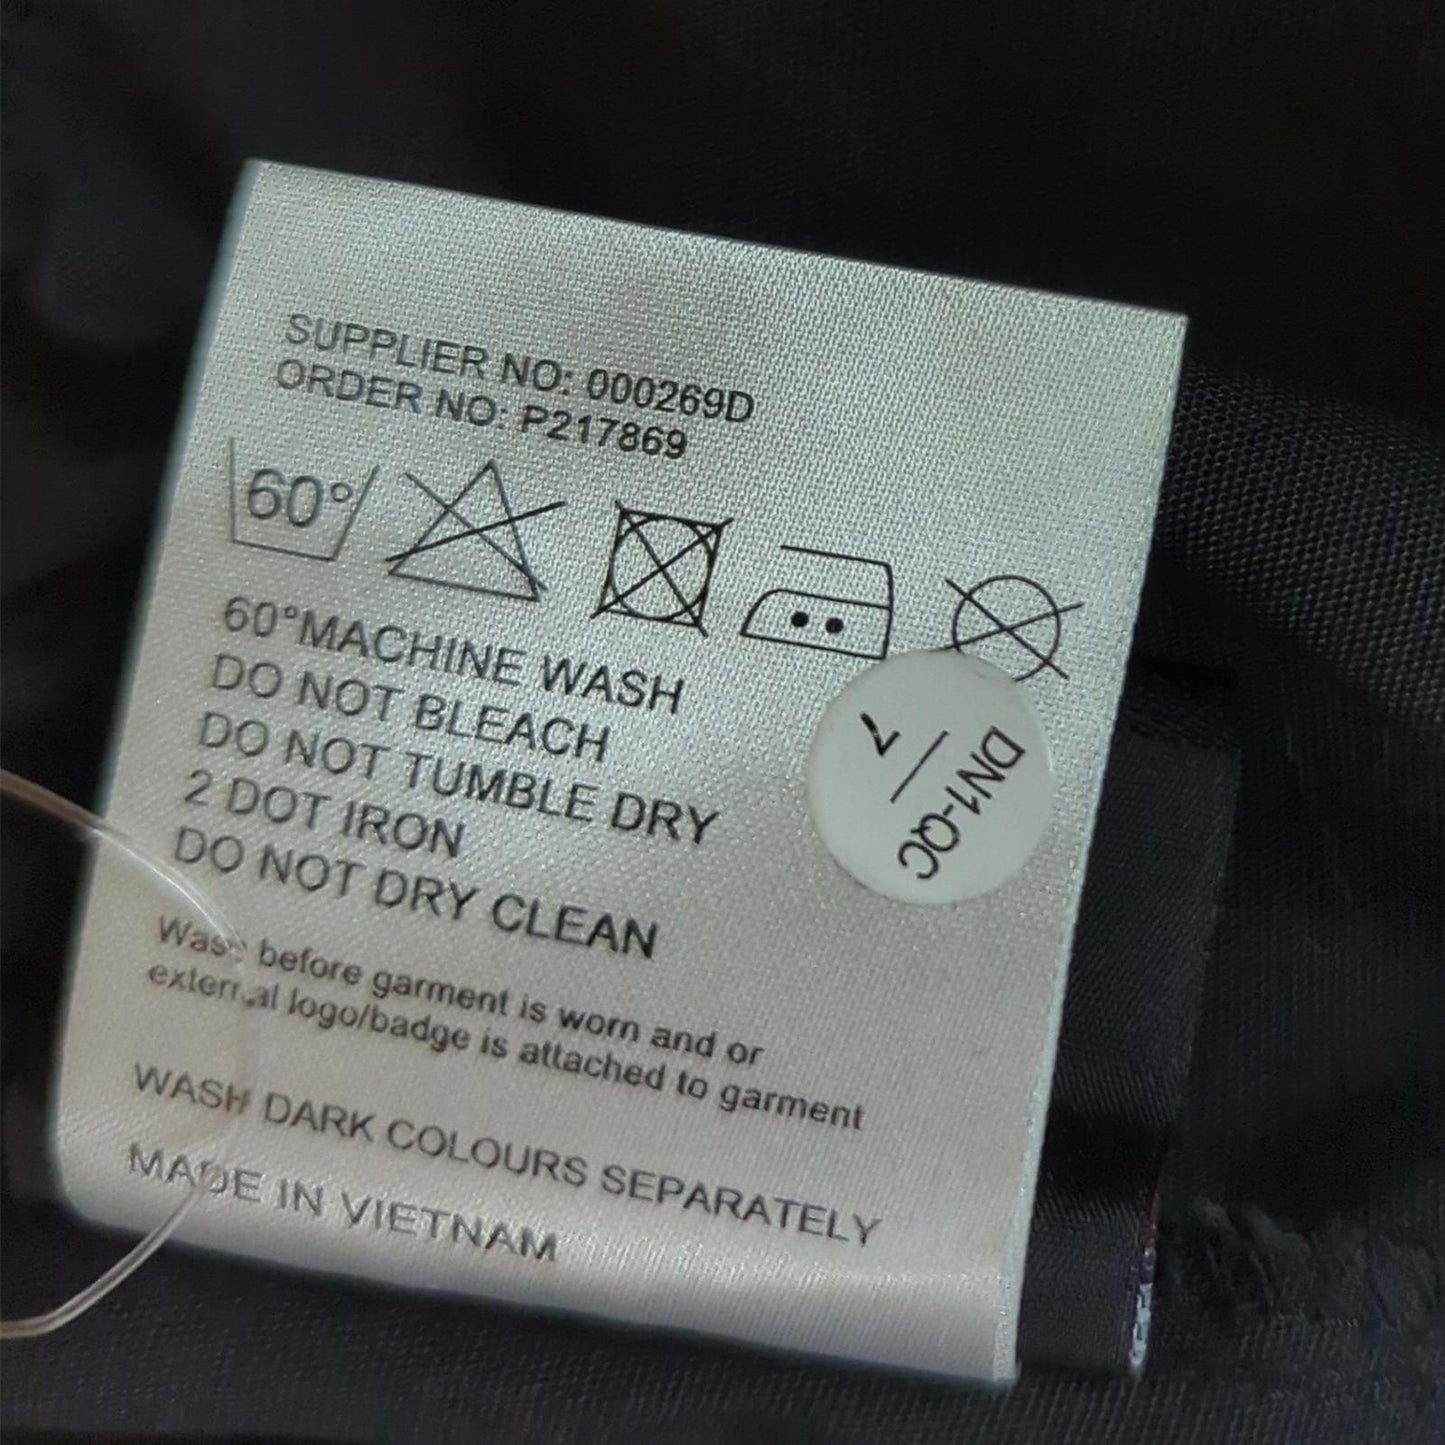 SUPPLIER NO: 000269D
ORDER NO: P217869
60°
60°MACHINE WASH
DO NOT BLEACH
DO NOT TUMBLE DRY
2 DOT IRON
DO NOT DRY CLEAN
Wash before garment is worn and or
external logo/badge is attached to garment
WASH DARK COLOURS SEPARATELY
MADE IN VIETNAM
DN1-QC
7